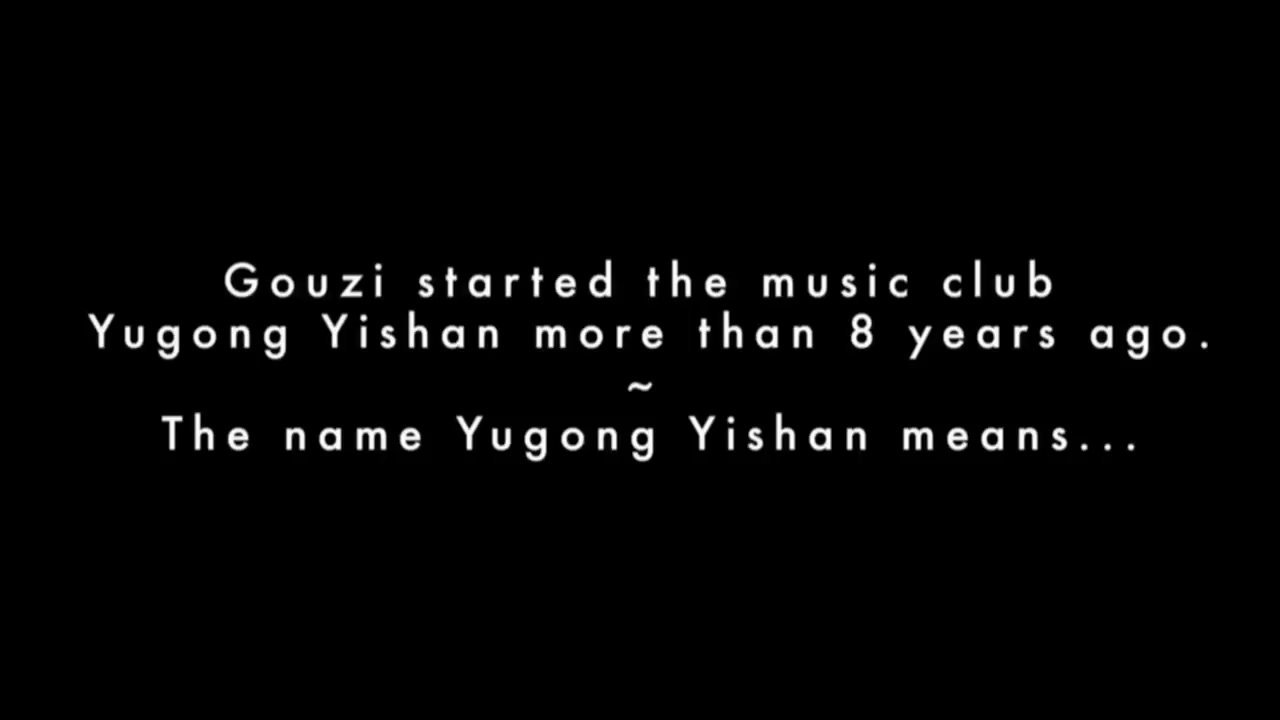 Gouzi started the music club
Yugong Yishan more than 8 years ago.
~
The name Yugong Yishan means...